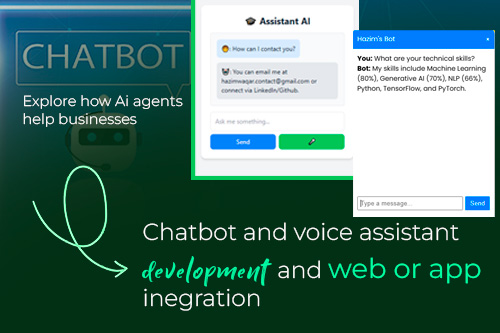 CHATBOT
Explore how Ai agents
help businesses
🎓 Assistant AI
How can I contact you?
: You can email me at
hazimwaqar.contact@gmail.com or
connect via LinkedIn/Github.
Ask me something...
Send
Hazim's Bot ×
You: What are your technical skills?
Bot: My skills include Machine Learning
(80%), Generative AI (70%), NLP (66%),
Python, TensorFlow, and PyTorch.
Type a message...
Send
Chatbot and voice assistant
development and web or app
inegration